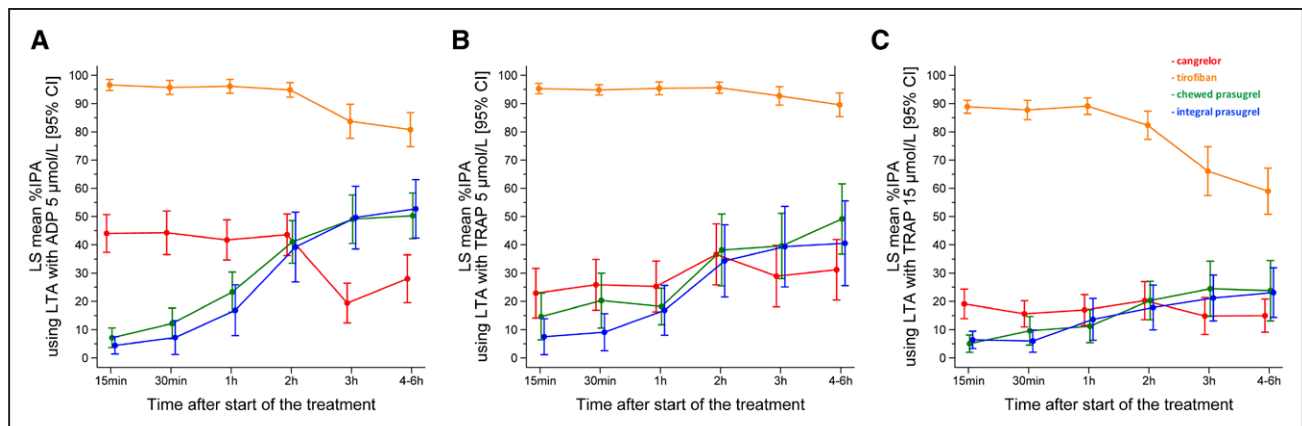 A
LS mean %IPA
using LTA with ADP 5 μmol/L [95% CI]
100
90
80
70
60
50
40
30
20
10
0
15min 30min 1h 2h 3h 4-6h
Time after start of the treatment
B
LS mean %IPA
using LTA with TRAP 5 μmol/L [95% CI]
100
90
80
70
60
50
40
30
20
10
0
15min 30min 1h 2h 3h 4-6h
Time after start of the treatment
C
- cangrelor
- tirofiban
- chewed prasugrel
- integral prasugrel
LS mean %IPA
using LTA with TRAP 15 μmol/L [95% CI]
100
90
80
70
60
50
40
30
20
10
0
15min 30min 1h 2h 3h 4-6h
Time after start of the treatment